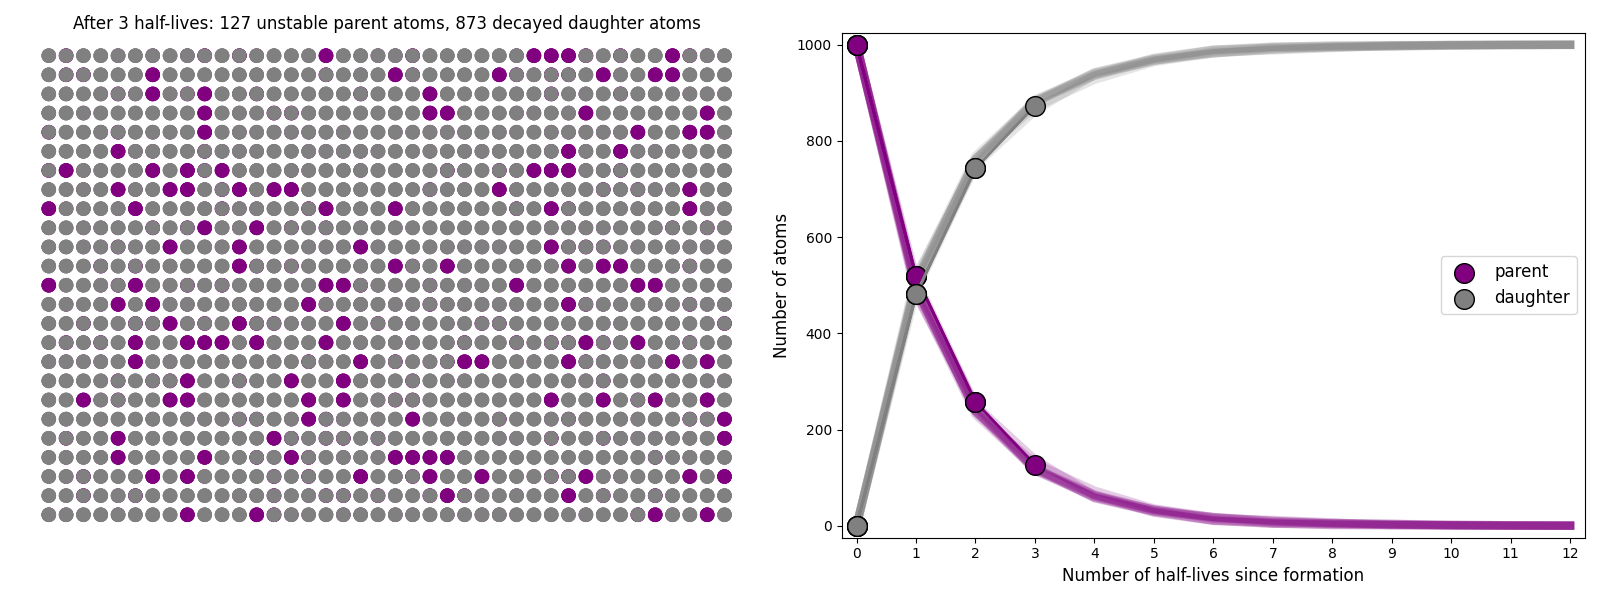 After 3 half-lives: 127 unstable parent atoms, 873 decayed daughter atoms
1000
800
600
400
200
0
Number of atoms
parent
daughter
0 1 2 3 4 5 6 7 8 9 10 11 12
Number of half-lives since formation